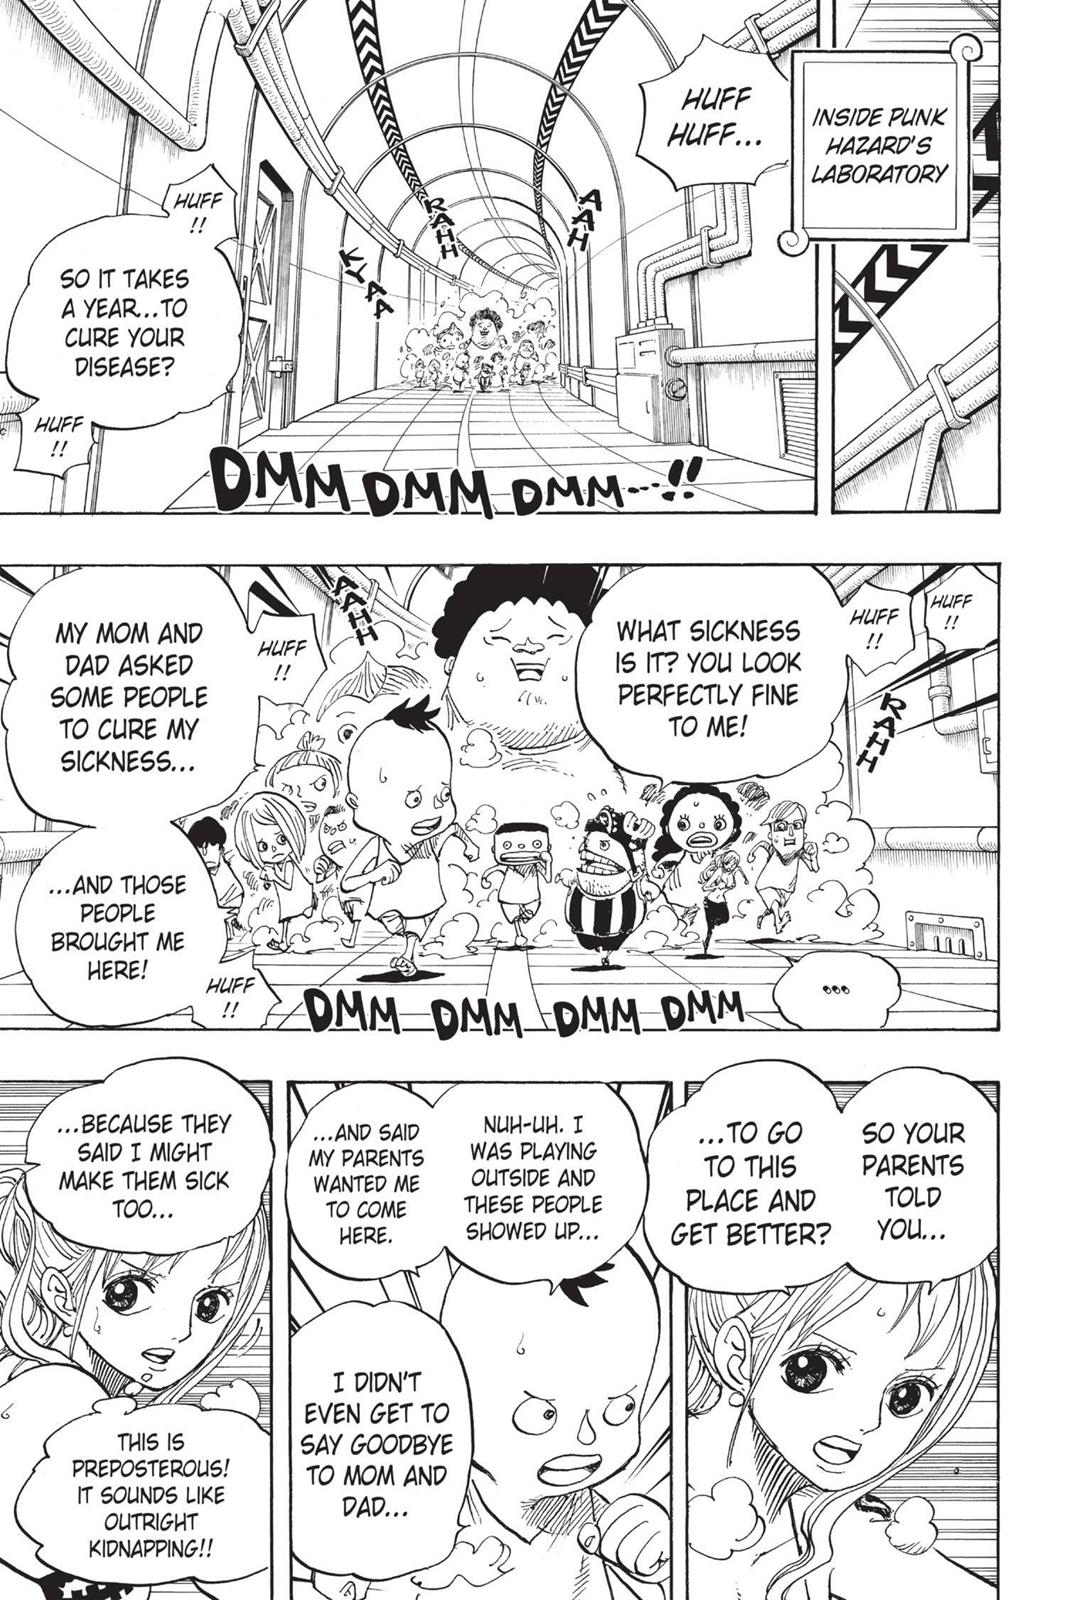 INSIDE PUNK
HAZARD'S
LABORATORY
HUFF
HUFF...
AAH
RAHH
KYAA
HUFF
!!
SO IT TAKES
A YEAR...TO
CURE YOUR
DISEASE?
HUFF
!!
DMM DMM DMM...!!
HUFF
!!
HUFF
!!
WHAT SICKNESS
IS IT? YOU LOOK
PERFECTLY FINE
TO ME!
RAHH
AAHH
HUFF
!!
MY MOM AND
DAD ASKED
SOME PEOPLE
TO CURE MY
SICKNESS...
...AND THOSE
PEOPLE
BROUGHT ME
HERE!
HUFF
!!
...
DMM DMM DMM DMM
SO YOUR
PARENTS
TOLD
YOU...
...TO GO
TO THIS
PLACE AND
GET BETTER?
NUH-UH. I
WAS PLAYING
OUTSIDE AND
THESE PEOPLE
SHOWED UP...
...AND SAID
MY PARENTS
WANTED ME
TO COME
HERE.
I DIDN'T
EVEN GET TO
SAY GOODBYE
TO MOM AND
DAD...
...BECAUSE THEY
SAID I MIGHT
MAKE THEM SICK
TOO...
THIS IS
PREPOSTEROUS!
IT SOUNDS LIKE
OUTRIGHT
KIDNAPPING!!